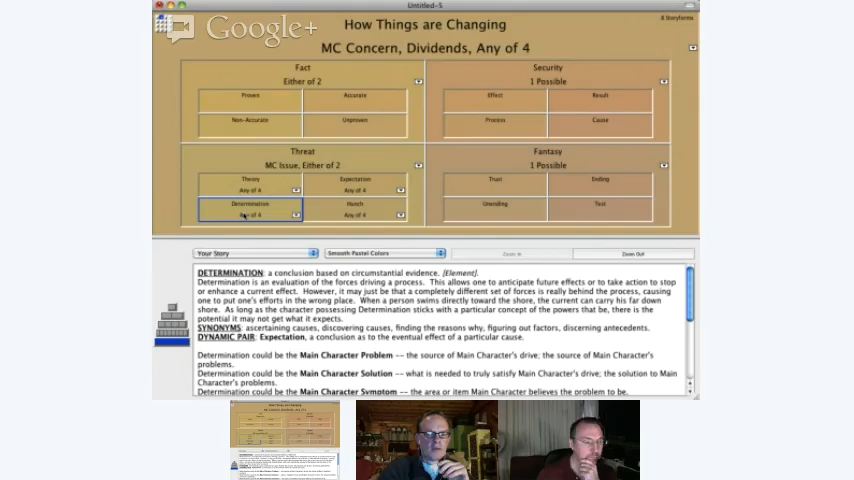 Untitled-5
Google+
8 Storyforms
How Things are Changing
MC Concern, Dividends, Any of 4
Fact
Either of 2
Proven
Accurate
Non-Accurate
Unproven
Security
1 Possible
Effect
Result
Process
Cause
Threat
MC Issue, Either of 2
Theory
Any of 4
Expectation
Any of 4
Determination
Any of 4
Hunch
Any of 4
Fantasy
1 Possible
Trust
Ending
Unending
Test
Your Story
Smooth Pastel Colors
Zoom In
Zoom Out
DETERMINATION: a conclusion based on circumstantial evidence. [Element].
Determination is an evaluation of the forces driving a process. This allows one to anticipate future effects or to take action to stop
or enhance a current effect. However, it may just be that a completely different set of forces is really behind the process, causing
one to put one's efforts in the wrong place. When a person swims directly toward the shore, the current can carry his far down
shore. As long as the character possessing Determination sticks with a particular concept of the powers that be, there is the
potential it may not get what it expects.
SYNONYMS: ascertaining causes, discovering causes, finding the reasons why, figuring out factors, discerning antecedents.
DYNAMIC PAIR: Expectation, a conclusion as to the eventual effect of a particular cause.
Determination could be the Main Character Problem -- the source of Main Character's drive; the source of Main Character's
problems.
Determination could be the Main Character Solution -- what is needed to truly satisfy Main Character's drive; the solution to Main
Character's problems.
Determination could be the Main Character Symptom -- the area or item Main Character believes the problem to be.